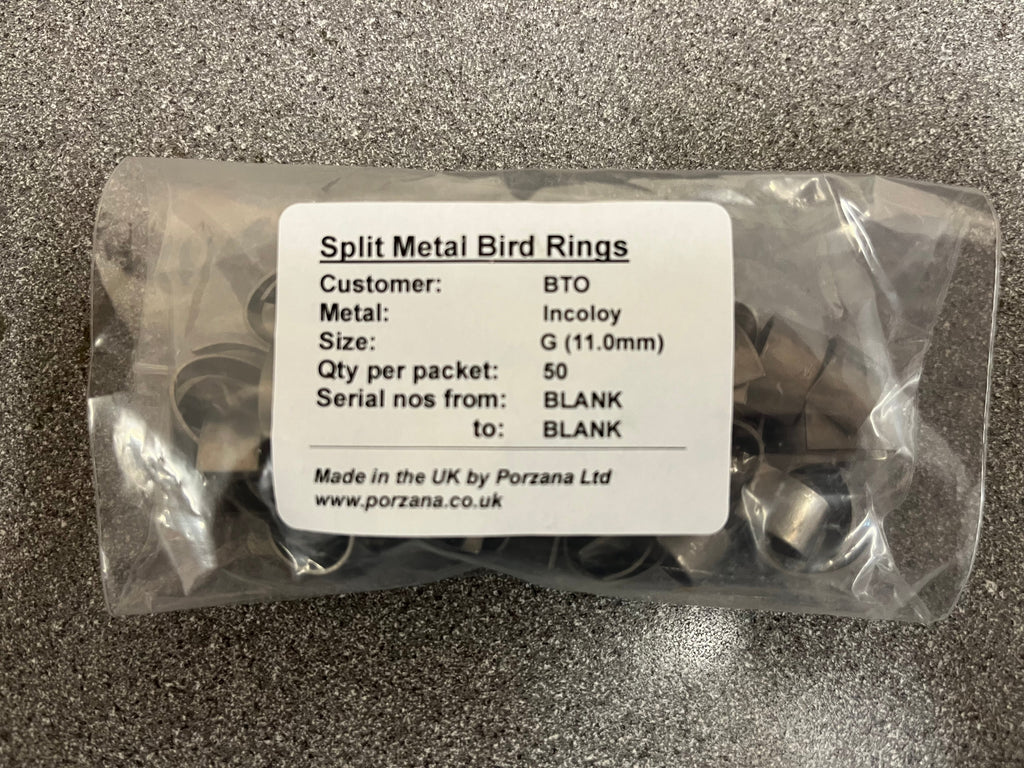 Split Metal Bird Rings
Customer: BTO
Metal: Incoloy
Size: G (11.0mm)
Qty per packet: 50
Serial nos from: BLANK
to: BLANK
Made in the UK by Porzana Ltd
www.porzana.co.uk